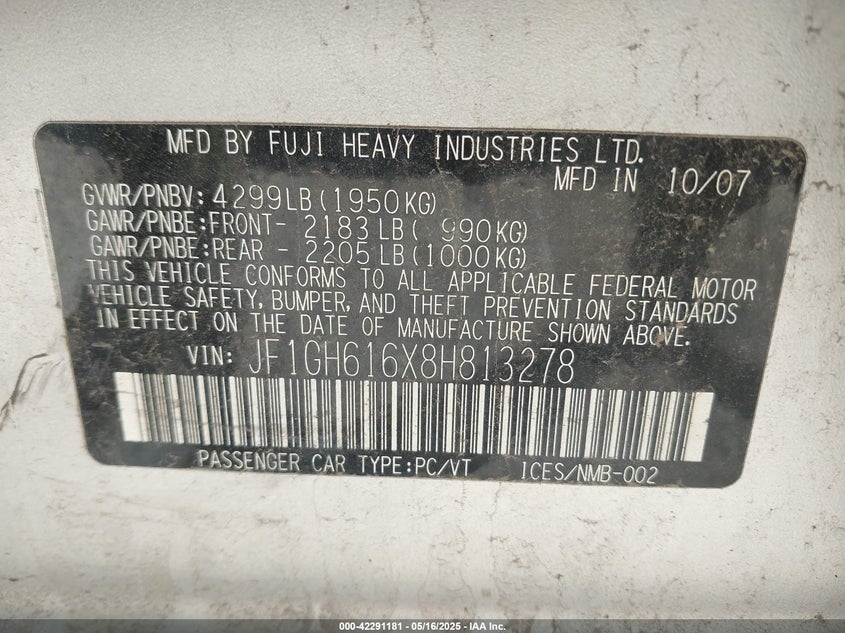 MFD BY FUJI HEAVY INDUSTRIES LTD.
MFD IN 10/07
GVWR/PNBV: 4299LB(1950KG)
GAWR/PNBE:FRONT- 2183LB( 990KG)
GAWR/PNBE:REAR - 2205LB(1000KG)
THIS VEHICLE CONFORMS TO ALL APPLICABLE FEDERAL MOTOR
VEHICLE SAFETY, BUMPER, AND THEFT PREVENTION STANDARDS
IN EFFECT ON THE DATE OF MANUFACTURE SHOWN ABOVE.
VIN: JF1GH616X8H813278
PASSENGER CAR TYPE:PC/VT ICES/NMB-002
000-42291181 - 05/16/2025 - IAA Inc.